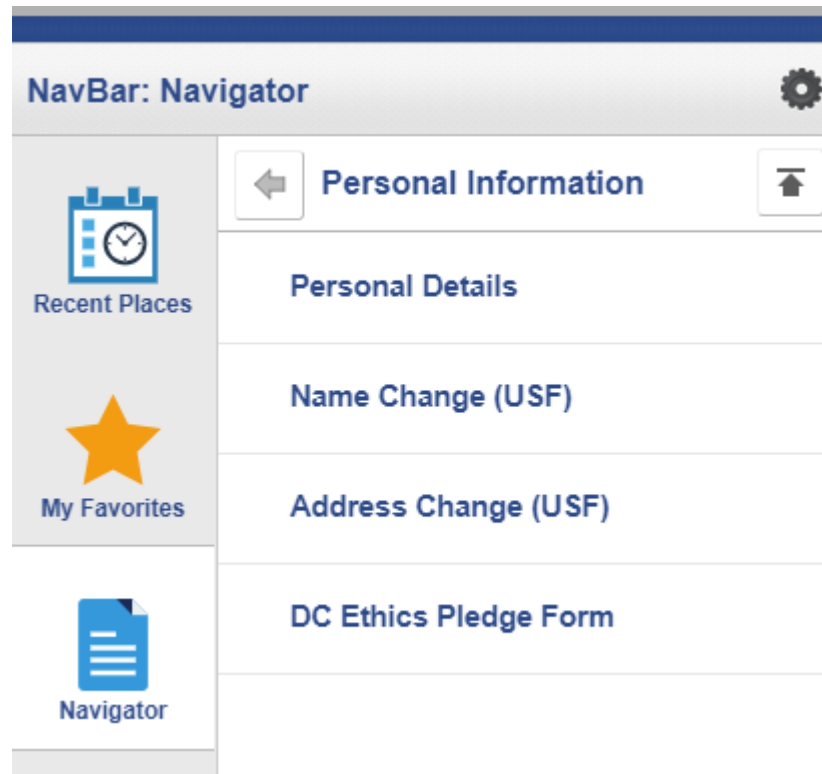 NavBar: Navigator
Personal Information
Recent Places
Personal Details
My Favorites
Name Change (USF)
Address Change (USF)
Navigator
DC Ethics Pledge Form